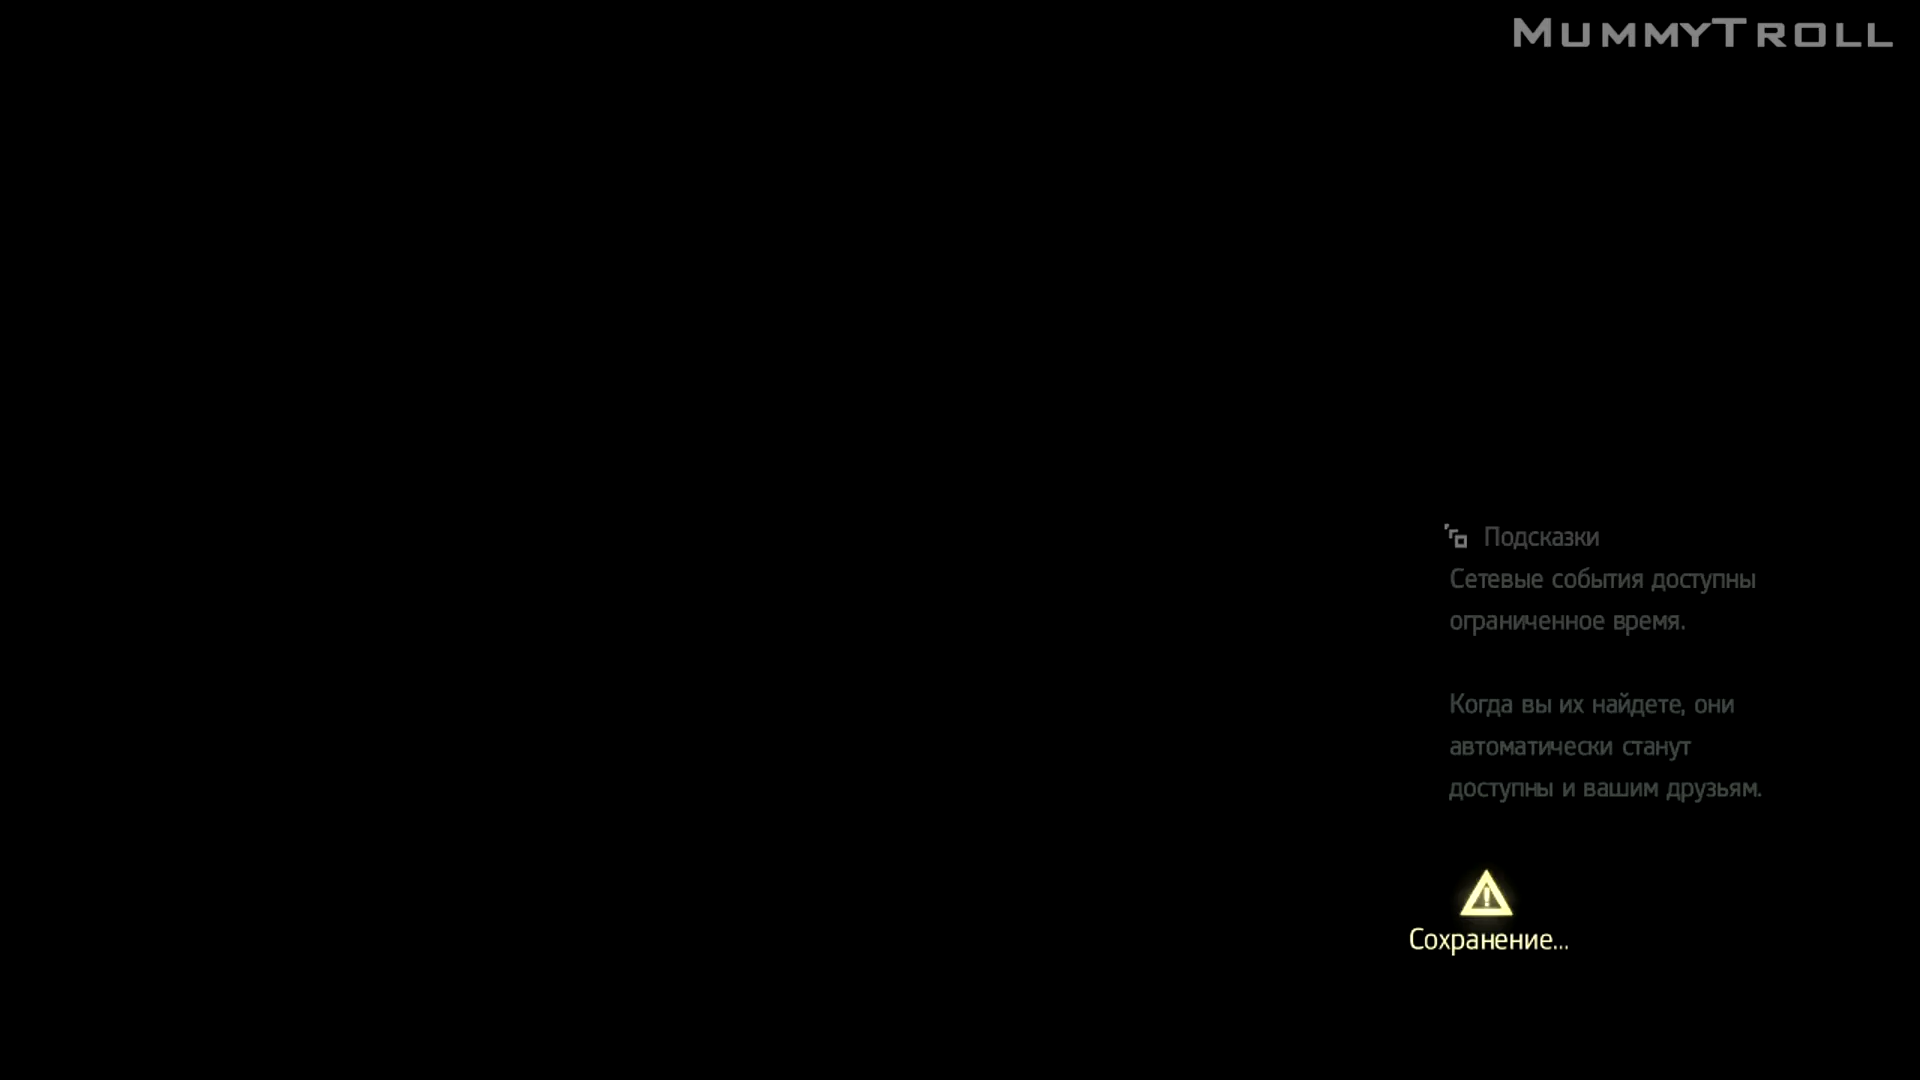 MUMMYTROLL
Подсказки
Сетевые события доступны
ограниченное время.
Когда вы их найдете, они
автоматически станут
доступны и вашим друзьям.
Сохранение...